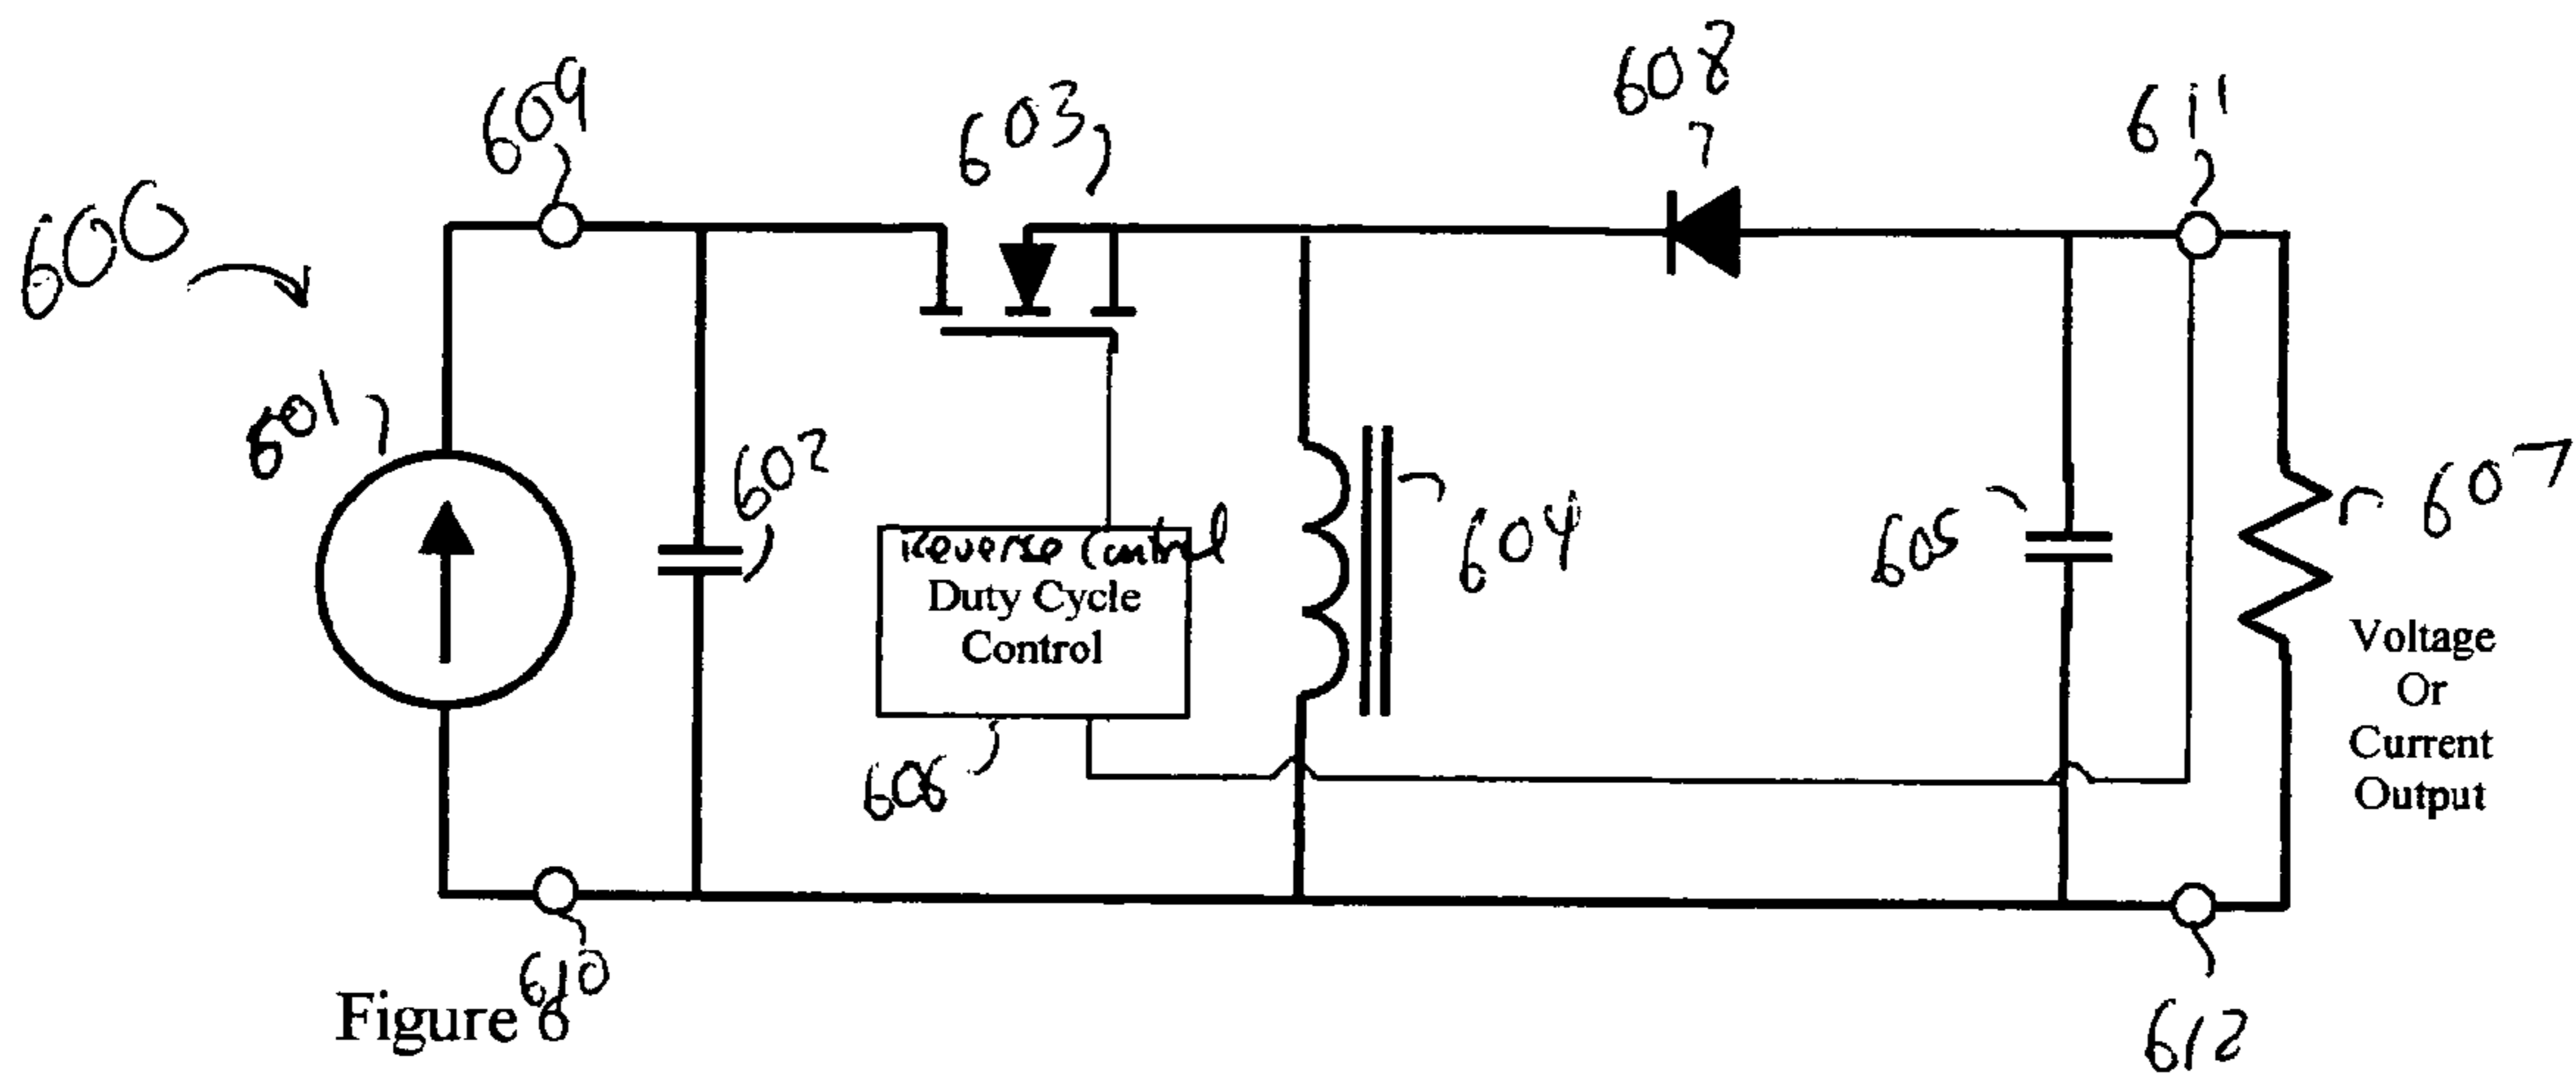 600
609
603
608
611
601
602
Reverse Control
Duty Cycle
Control
604
605
607
Voltage
Or
Current
Output
606
610
Figure 6
612